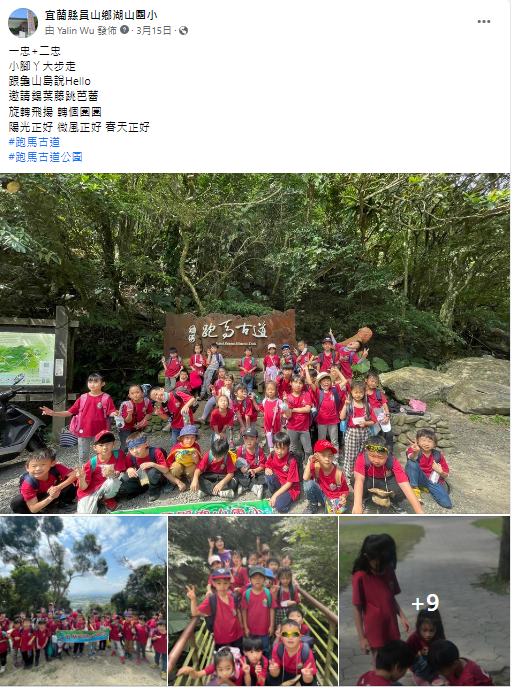 宜蘭縣員山鄉湖山國小
由 Yalin Wu 發佈 · 3月15日 ·
一忠+二忠
小腳丫大步走
跟龜山島說Hello
邀請錫葉藤跳芭蕾
旋轉飛揚 轉個圈圈
陽光正好 微風正好 春天正好
#跑馬古道
#跑馬古道公園
跑馬古道
+9